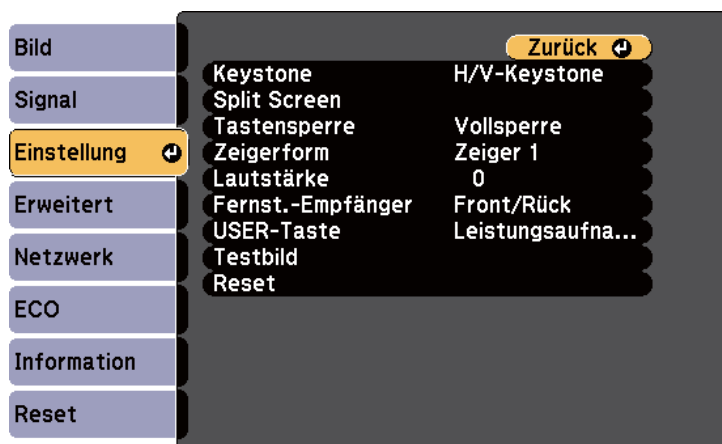 Bild
Signal
Einstellung
Erweitert
Netzwerk
ECO
Information
Reset
Zurück
Keystone H/V-Keystone
Split Screen
Tastensperre Vollsperre
Zeigerform Zeiger 1
Lautstärke 0
Fernst.-Empfänger Front/Rück
USER-Taste Leistungsaufna...
Testbild
Reset